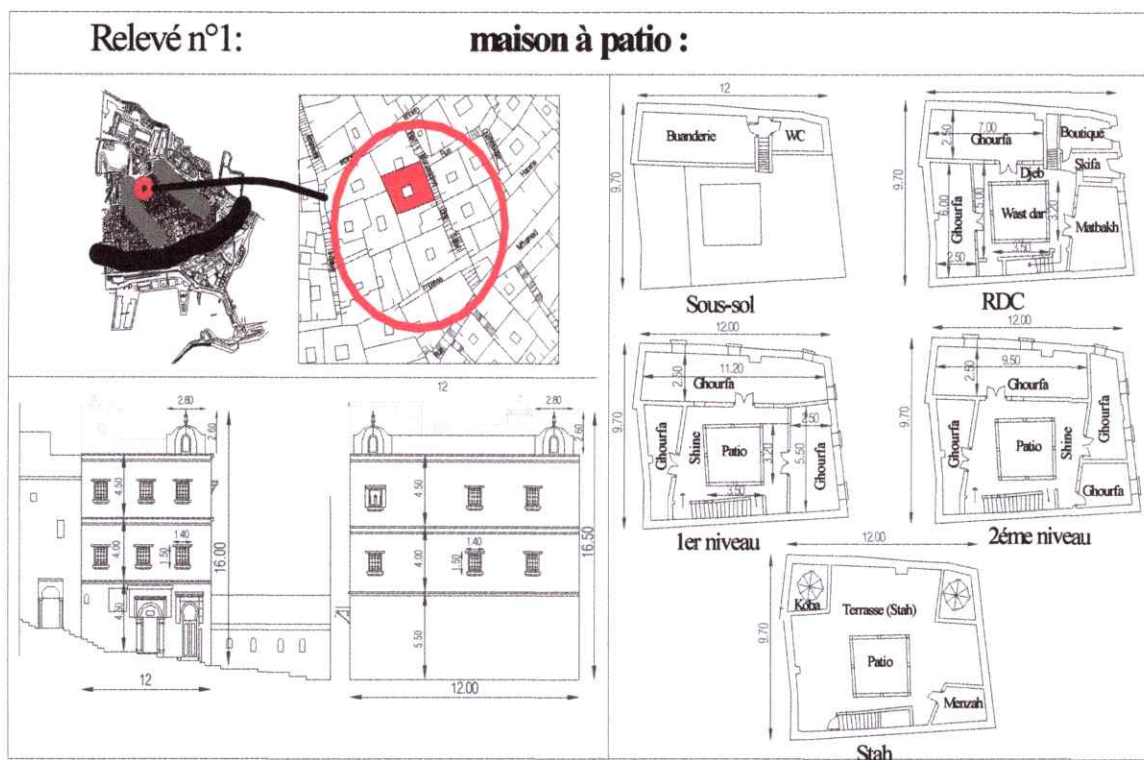 Relevé n°1:
maison à patio :
12
9.70
Buanderie
WC
Sous-sol
9.70
2.50
7.00
Ghourfa
Boutique
Skifa
Djeb
6.00
Ghourfa
5.00
Wast dar
3.20
Matbakh
3.50
2.50
RDC
12.00
9.70
2.50
11.20
Ghourfa
Ghourfa
Shine
Patio
3.20
2.50
5.50
Ghourfa
3.50
1er niveau
12.00
9.70
2.50
9.50
Ghourfa
Ghourfa
Patio
Shine
Ghourfa
Ghourfa
2éme niveau
12.00
9.70
Koba
Terrasse (Stah)
Patio
Menzah
Stah
2.80
2.60
4.50
4.00
1.50
1.40
4.50
16.00
12
12
2.80
2.60
4.50
4.00
1.50
1.40
5.50
16.50
12.00